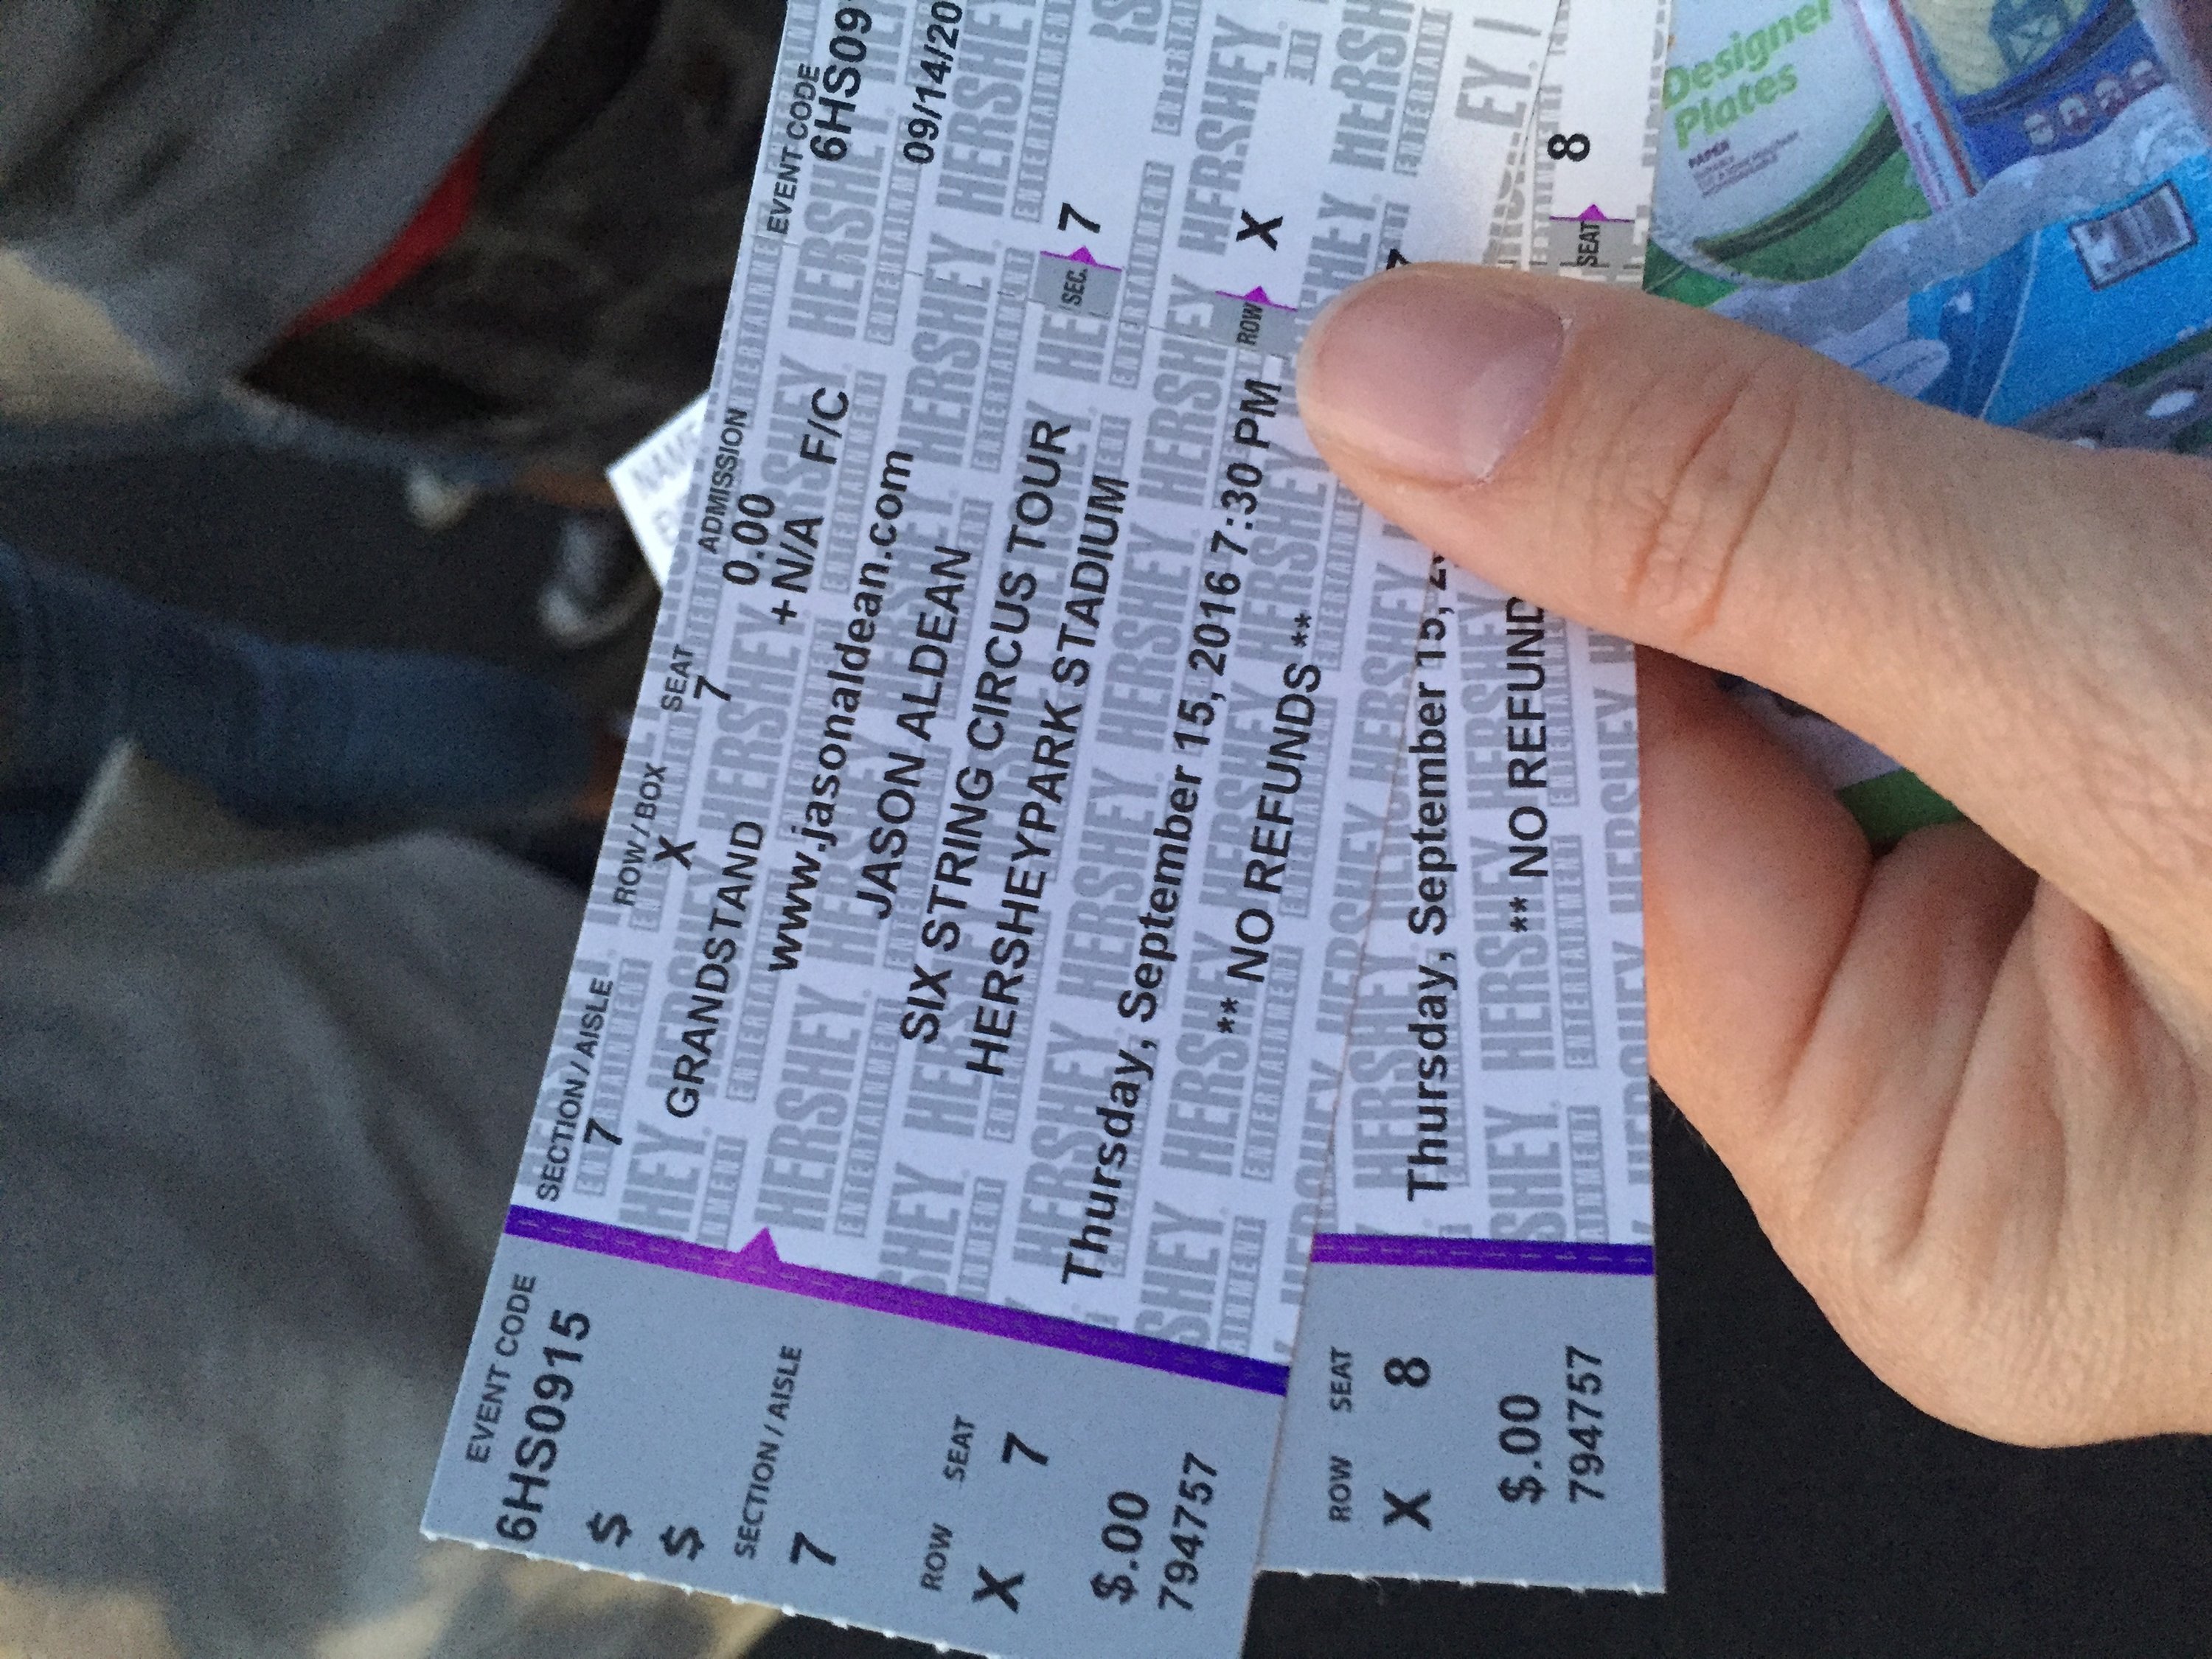 EVENT CODE
6HS0915
$
$
SECTION / AISLE
7
ROW SEAT
X 7
$.00
794757
SECTION / AISLE ROW / BOX SEAT ADMISSION EVENT CODE
7 X 7 0.00 6HS09
GRANDSTAND + N/A F/C
www.jasonaldean.com 09/14/20
JASON ALDEAN
SIX STRING CIRCUS TOUR
HERSHEYPARK STADIUM
SEC. 7
Thursday, September 15, 2016 7:30 PM
ROW X
** NO REFUNDS **
HERSHEY
ENTERTAINMENT
ROW SEAT
X 8
$.00
794757
Thursday, September 15,
** NO REFUND
SEAT 8
Designer
Plates
PAPER